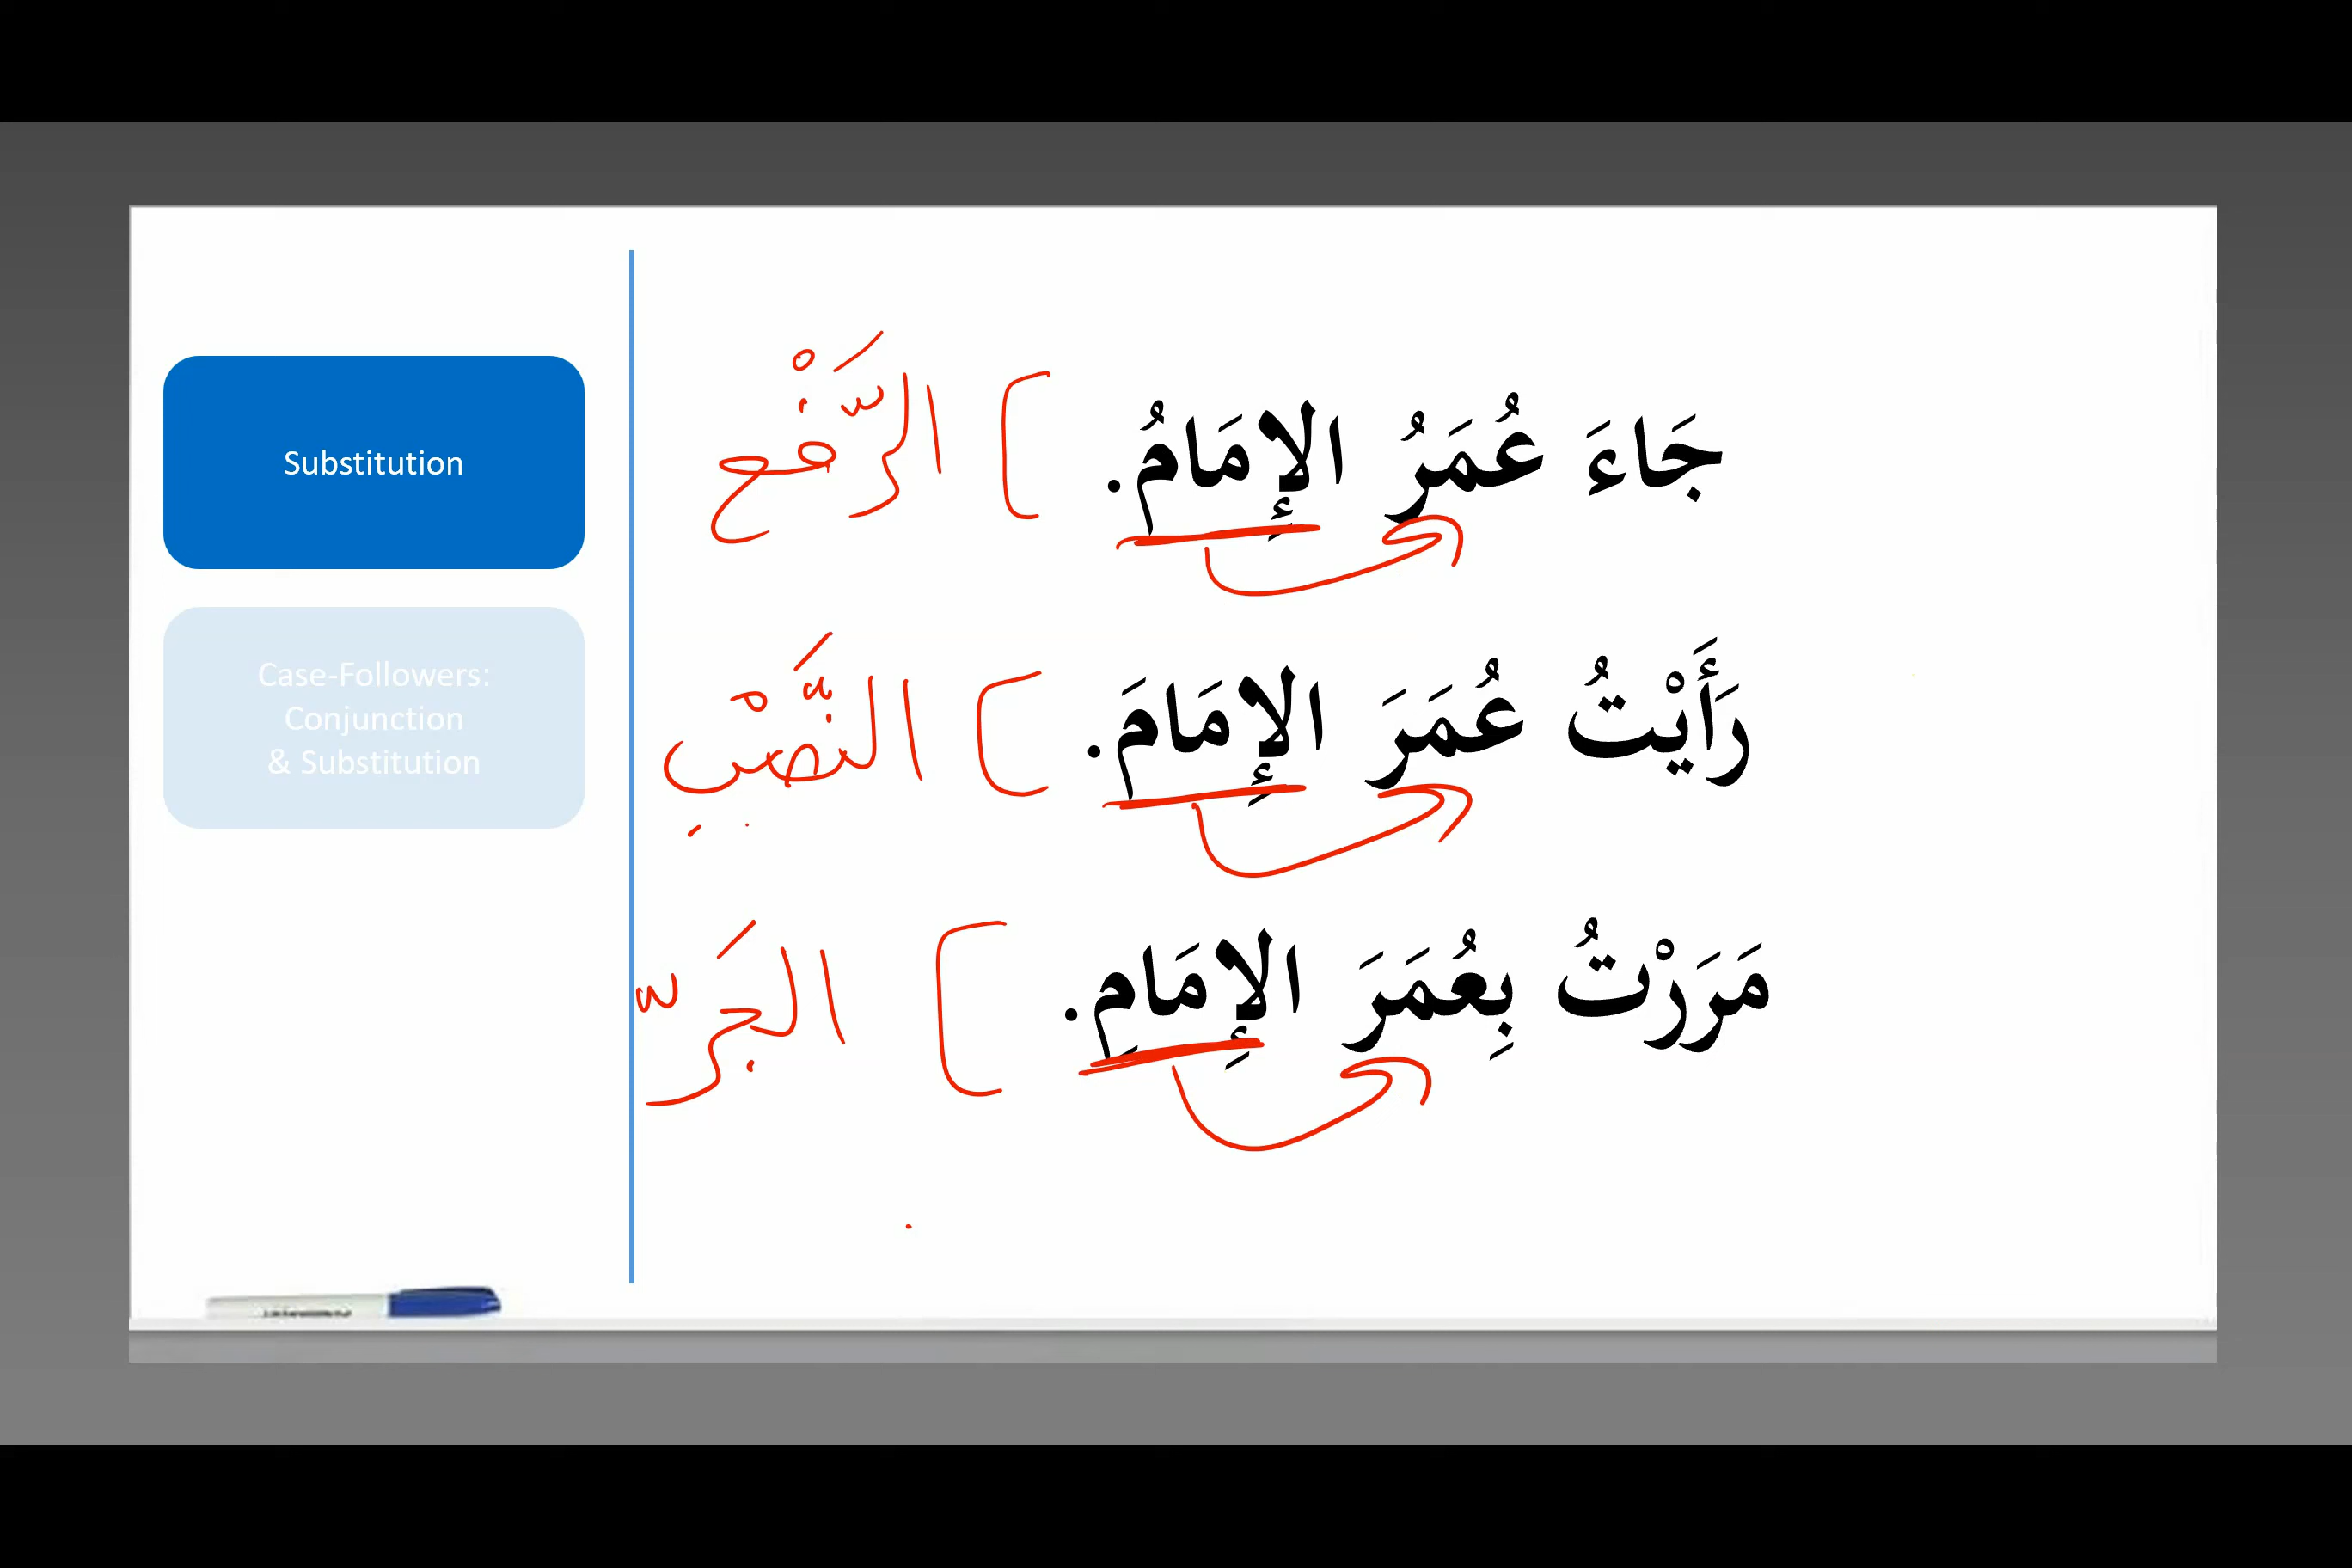 Substitution
Case-Followers:
Conjunction
& Substitution
جَاءَ عُمَرُ الإِمَامُ.
الرَّفْع
رَأَيْتُ عُمَرَ الإِمَامَ.
النَّصْب
مَرَرْتُ بِعُمَرَ الإِمَامِ.
الجَرّ